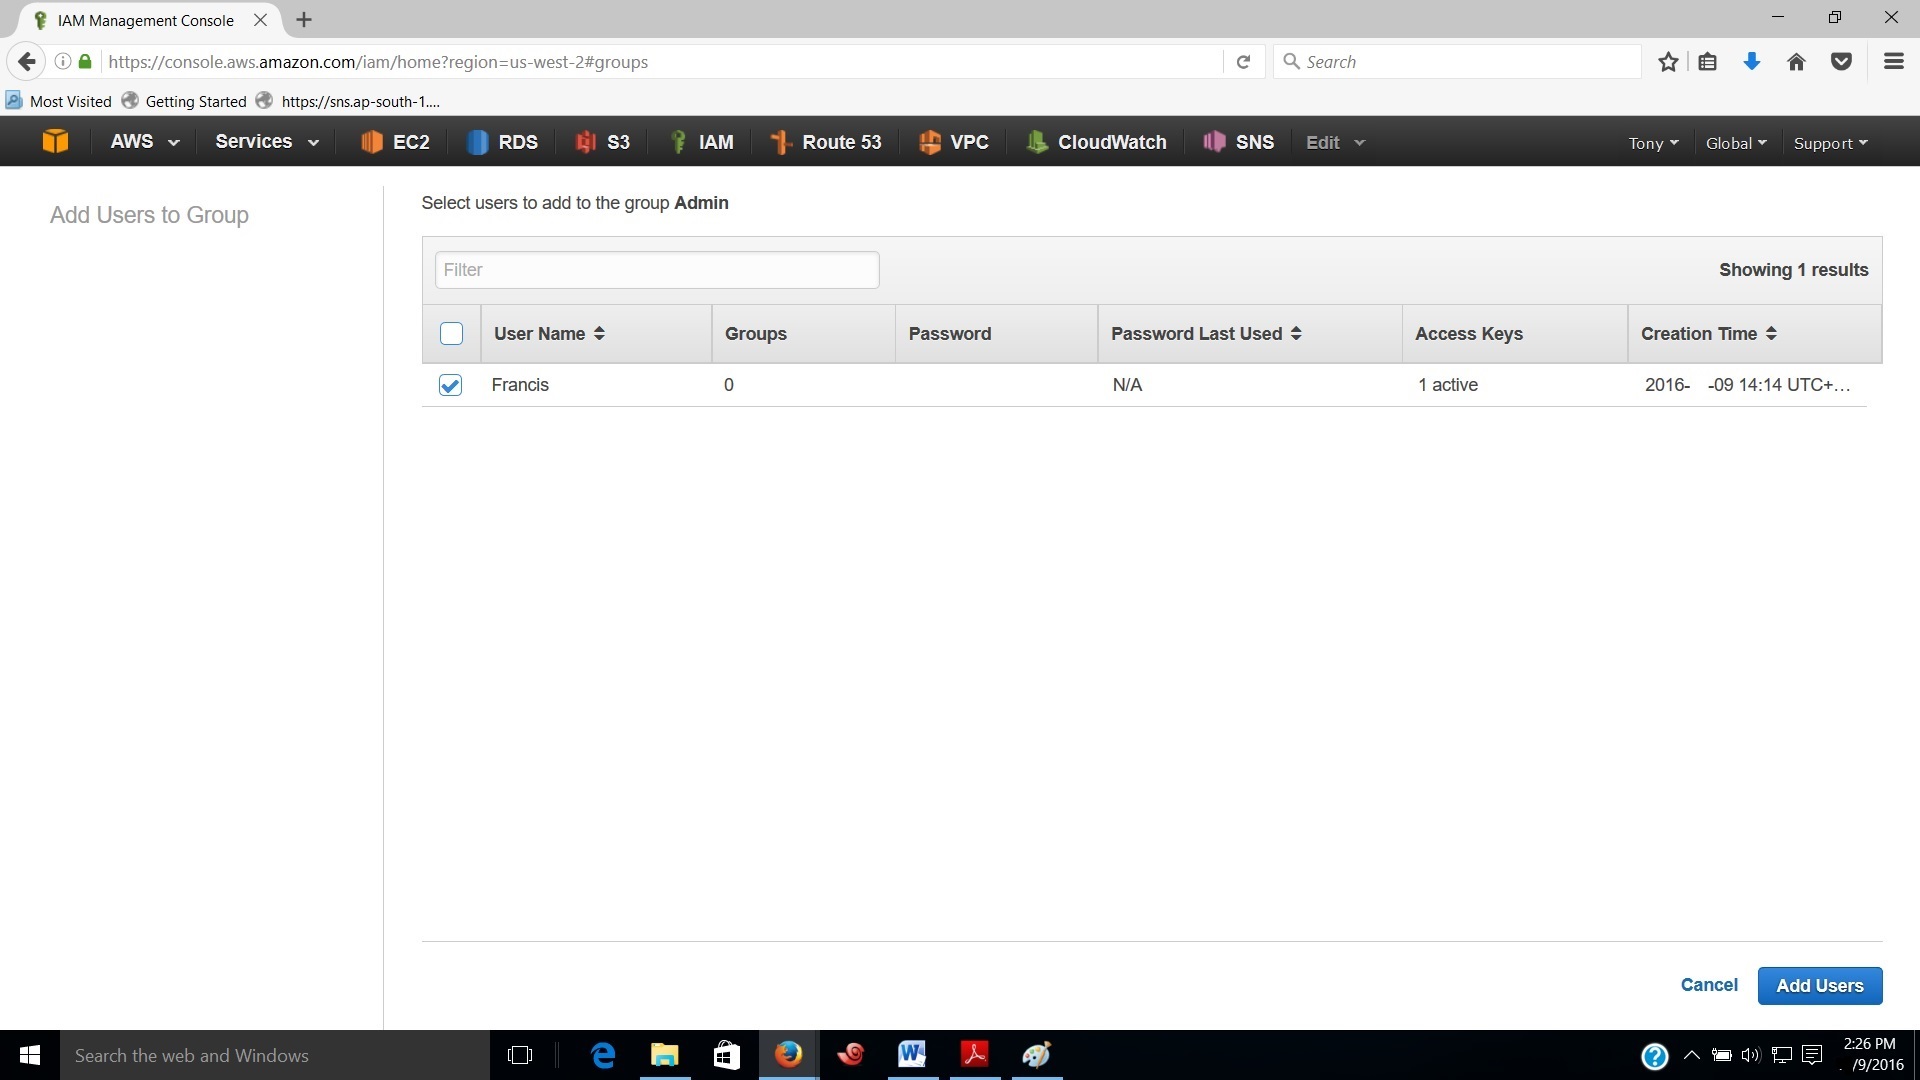 IAM Management Console
https://console.aws.amazon.com/iam/home?region=us-west-2#groups
Search
Most Visited Getting Started https://sns.ap-south-1....
AWS Services EC2 RDS S3 IAM Route 53 VPC CloudWatch SNS Edit Tony Global Support
Add Users to Group
Select users to add to the group Admin
Filter
Showing 1 results
User Name Groups Password Password Last Used Access Keys Creation Time
Francis 0 N/A 1 active 2016- -09 14:14 UTC+...
Cancel Add Users
Search the web and Windows
2:26 PM
/9/2016